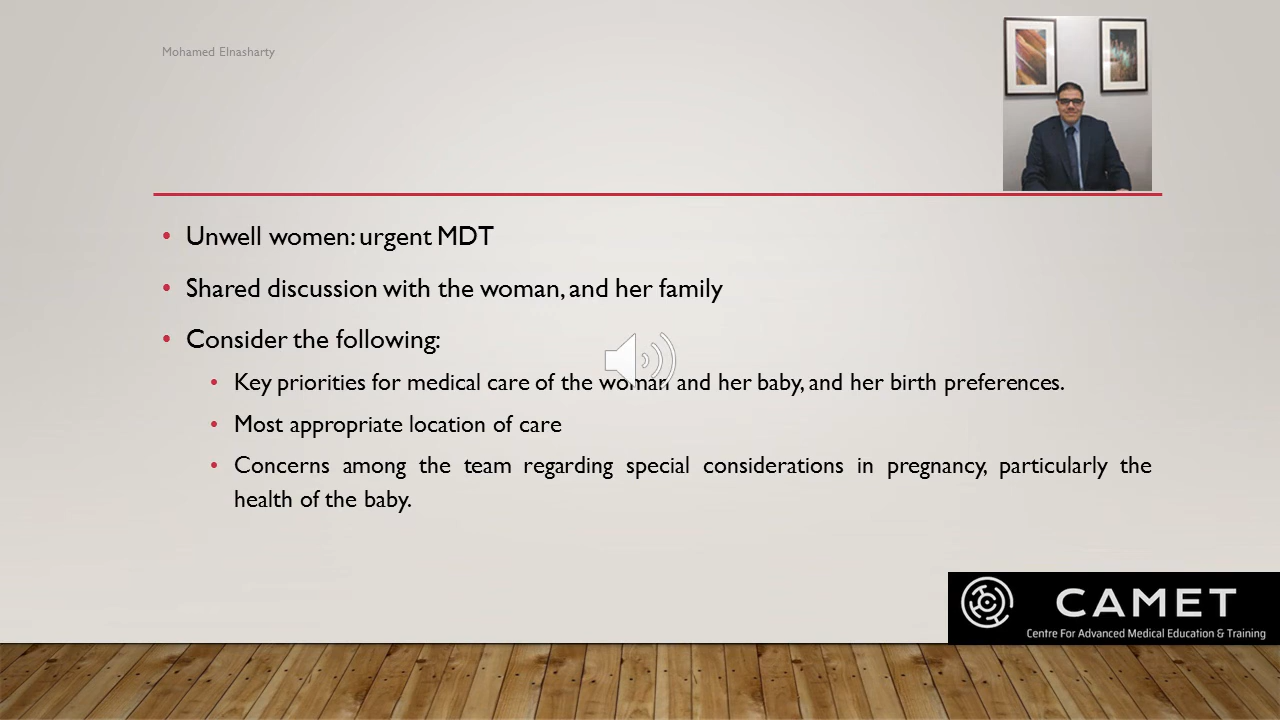 Mohamed Elnasharty
• Unwell women: urgent MDT
• Shared discussion with the woman, and her family
• Consider the following:
• Key priorities for medical care of the woman and her baby, and her birth preferences.
• Most appropriate location of care
• Concerns among the team regarding special considerations in pregnancy, particularly the
health of the baby.
CAMET
Centre For Advanced Medical Education & Training